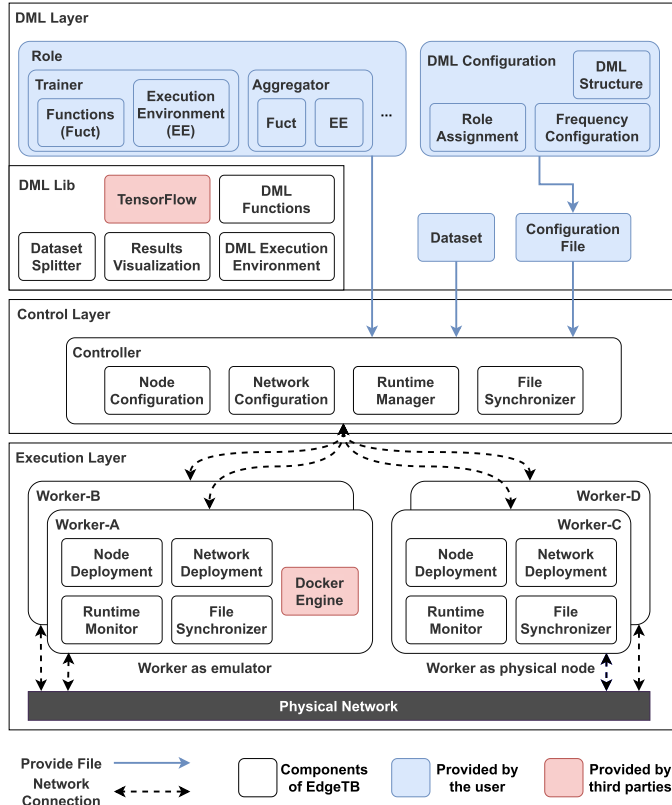 DML Layer
Role
Trainer
Functions
(Fuct)
Execution
Environment
(EE)
Aggregator
Fuct
EE
...
DML Configuration
DML
Structure
Role
Assignment
Frequency
Configuration
DML Lib
TensorFlow
DML
Functions
Dataset
Splitter
Results
Visualization
DML Execution
Environment
Dataset
Configuration
File
Control Layer
Controller
Node
Configuration
Network
Configuration
Runtime
Manager
File
Synchronizer
Execution Layer
Worker-B
Worker-A
Node
Deployment
Network
Deployment
Runtime
Monitor
File
Synchronizer
Docker
Engine
Worker as emulator
Worker-D
Worker-C
Node
Deployment
Network
Deployment
Runtime
Monitor
File
Synchronizer
Worker as physical node
Physical Network
Provide File
Network
Connection
Components
of EdgeTB
Provided by
the user
Provided by
third parties